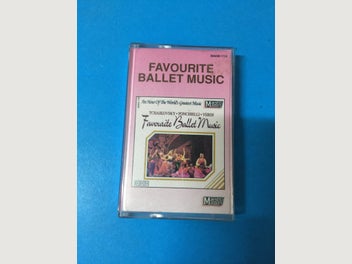 FAVOURITE
BALLET MUSIC
An Hour Of The World's Greatest Music
TCHAIKOVSKY • PONCHIELLI • VERDI
Favourite Ballet Music